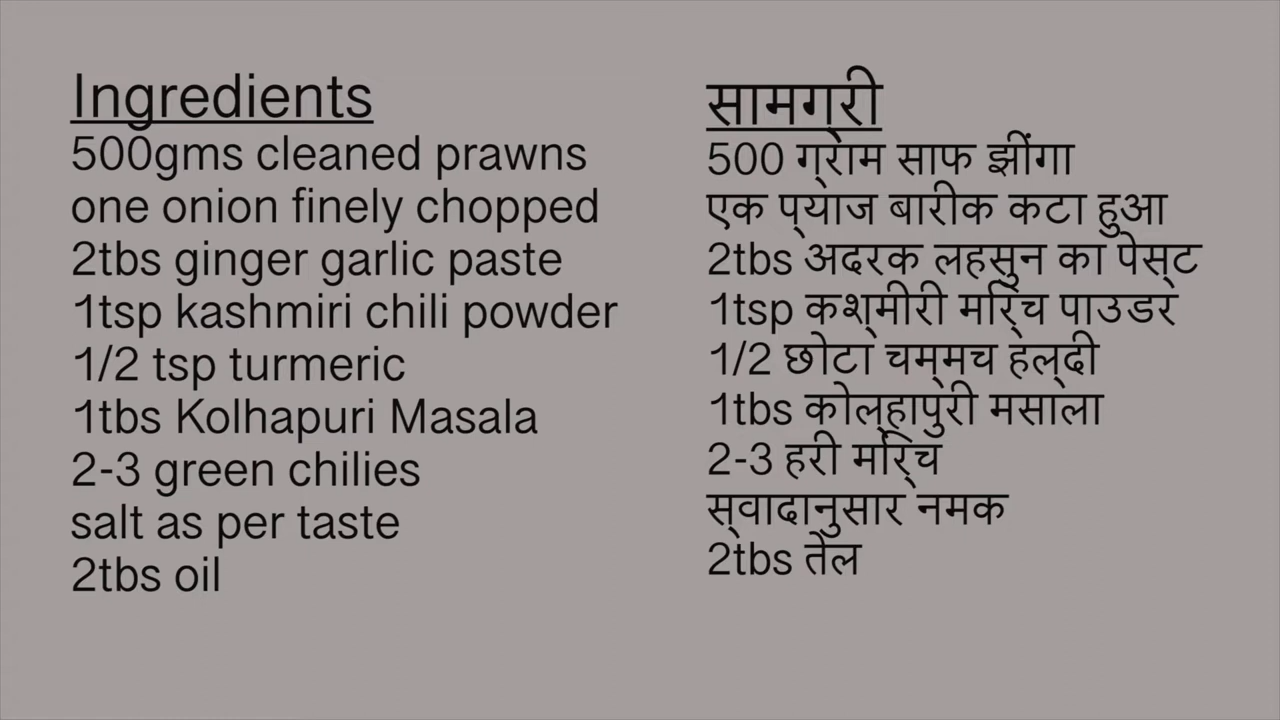 Ingredients
500gms cleaned prawns
one onion finely chopped
2tbs ginger garlic paste
1tsp kashmiri chili powder
1/2 tsp turmeric
1tbs Kolhapuri Masala
2-3 green chilies
salt as per taste
2tbs oil
सामग्री
500 ग्राम साफ झींगा
एक प्याज बारीक कटा हुआ
2tbs अदरक लहसुन का पेस्ट
1tsp कश्मीरी मिर्च पाउडर
1/2 छोटा चम्मच हल्दी
1tbs कोल्हापुरी मसाला
2-3 हरी मिर्च
स्वादानुसार नमक
2tbs तेल